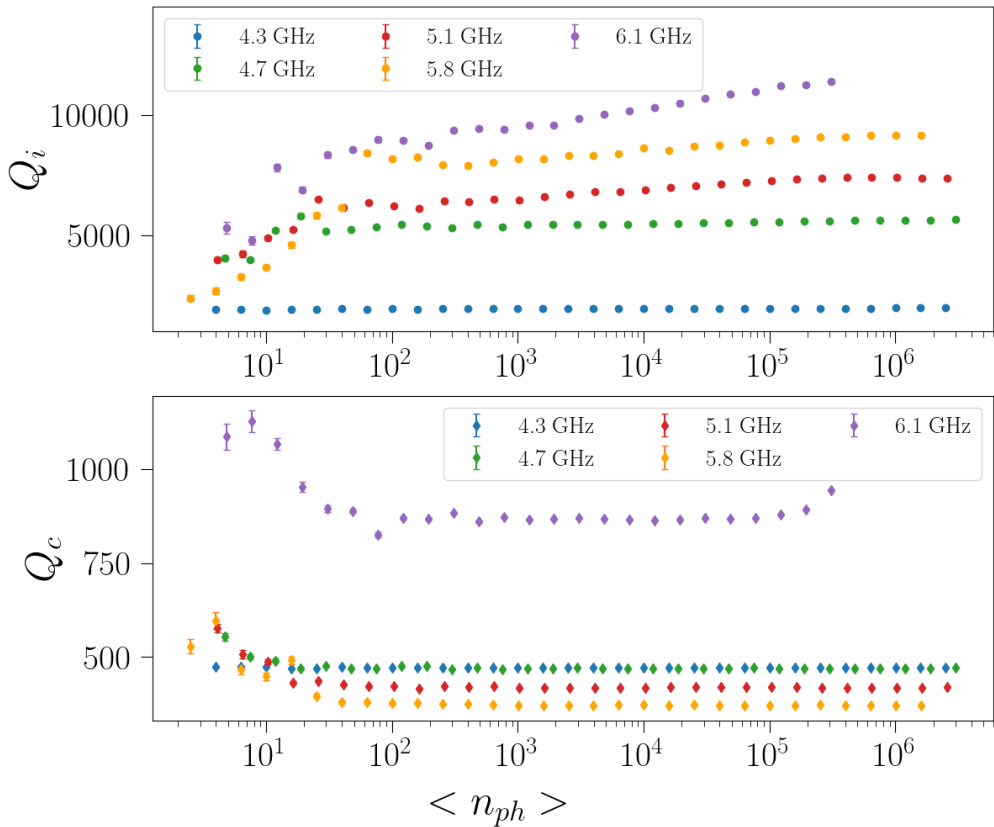 4.3 GHz 5.1 GHz 6.1 GHz
4.7 GHz 5.8 GHz
10000
5000
Q_i
10^1 10^2 10^3 10^4 10^5 10^6
4.3 GHz 5.1 GHz 6.1 GHz
4.7 GHz 5.8 GHz
1000
750
500
Q_c
10^1 10^2 10^3 10^4 10^5 10^6
< n_{ph} >